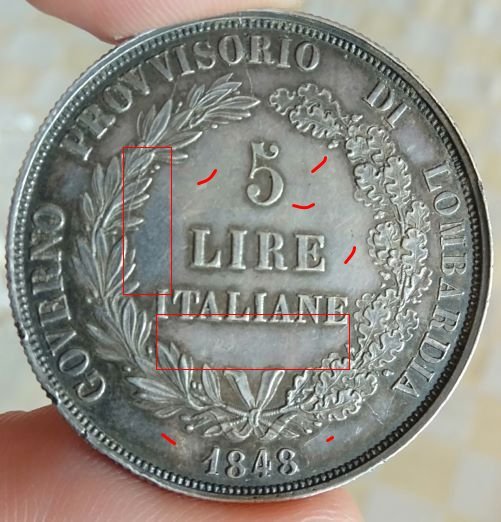 GOVERNO PROVVISORIO DI LOMBARDIA
5
LIRE
ITALIANE
1848